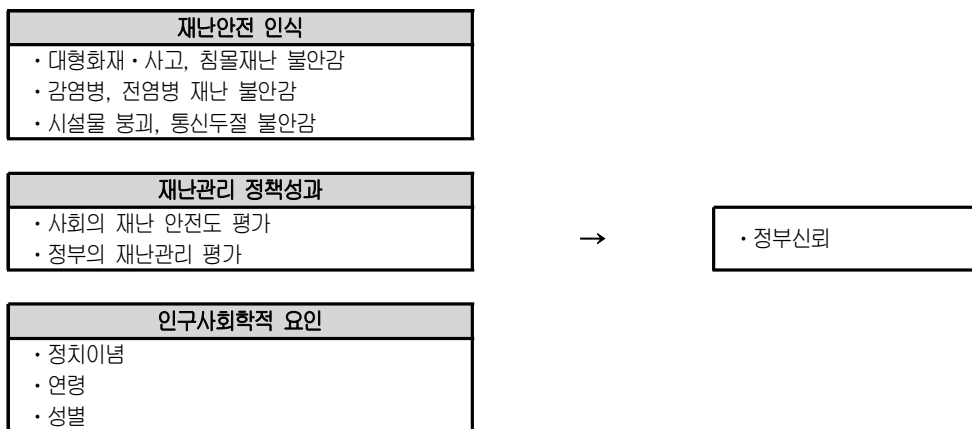 재난안전 인식
・대형화재・사고, 침몰재난 불안감
・감염병, 전염병 재난 불안감
・시설물 붕괴, 통신두절 불안감
재난관리 정책성과
・사회의 재난 안전도 평가
・정부의 재난관리 평가
→
・정부신뢰
인구사회학적 요인
・정치이념
・연령
・성별